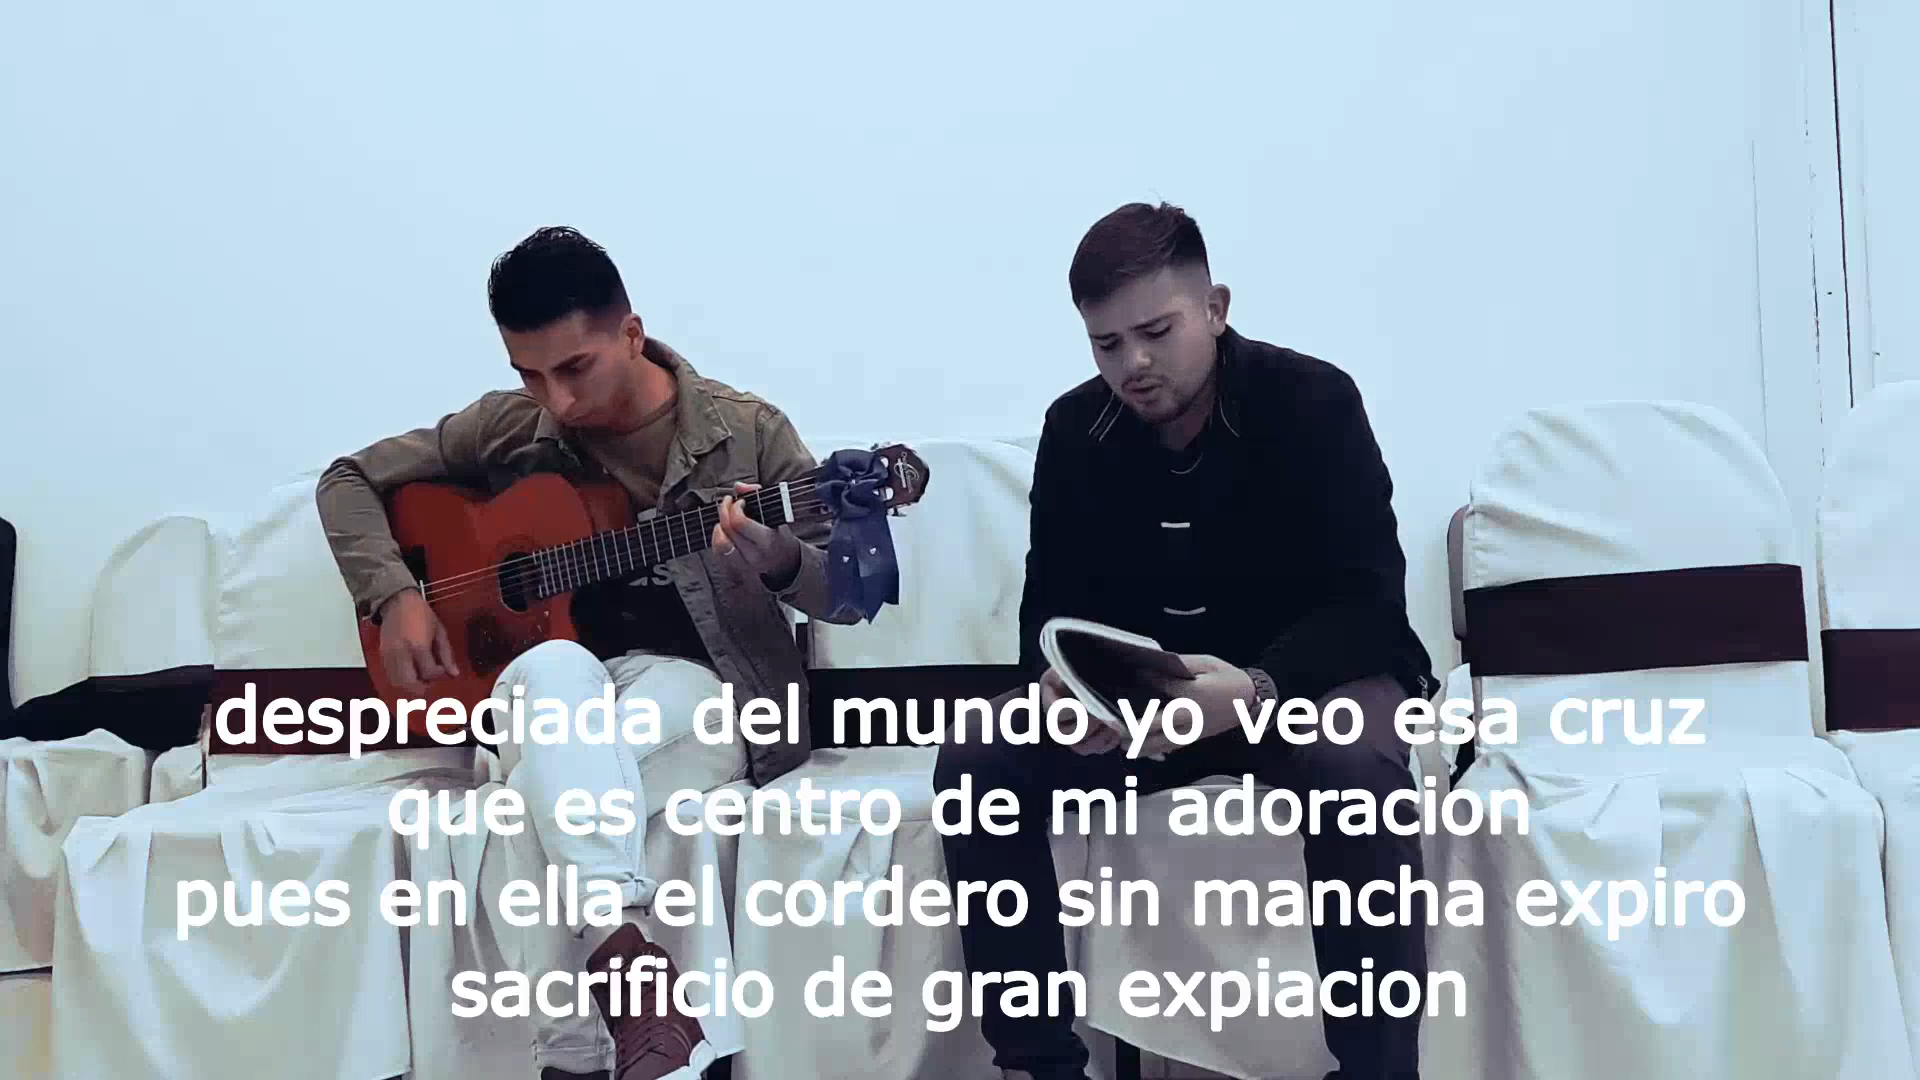 despreciada del mundo yo veo esa cruz
que es centro de mi adoracion
pues en ella el cordero sin mancha expiro
sacrificio de gran expiacion